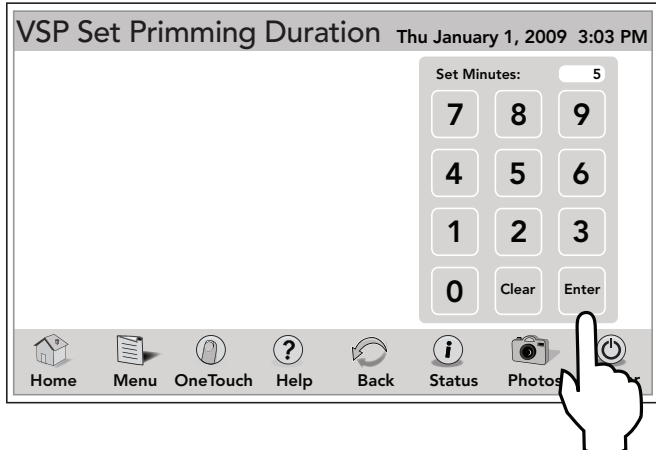 VSP Set Primming Duration Thu January 1, 2009 3:03 PM
Set Minutes: 5
7 8 9
4 5 6
1 2 3
0 Clear Enter
Home Menu OneTouch Help Back Status Photos